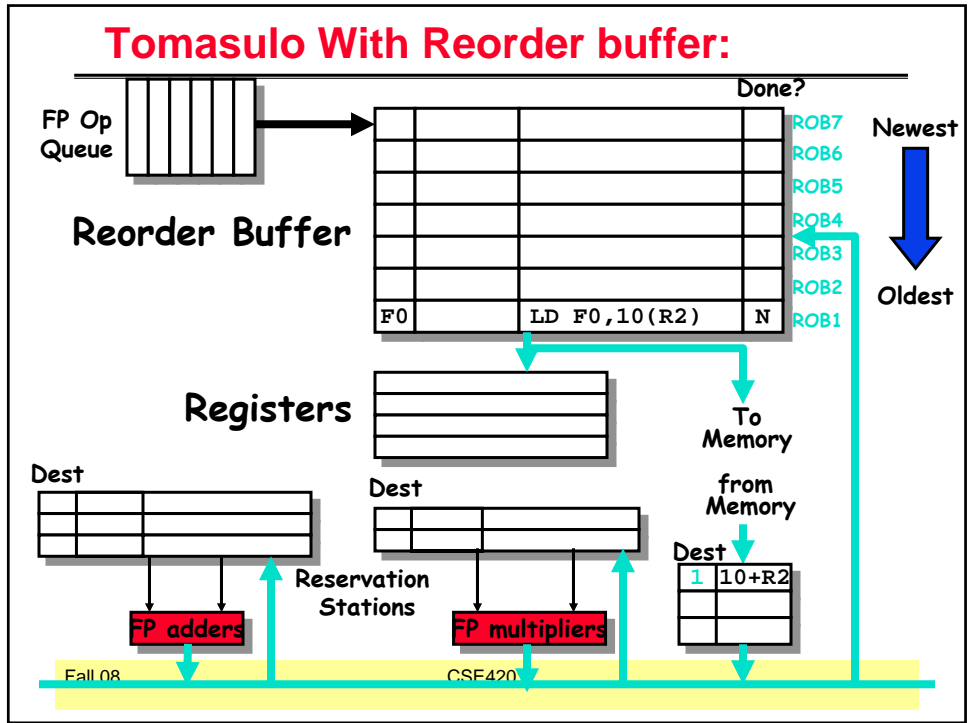 Tomasulo With Reorder buffer:
Done?
FP Op
Queue
ROB7
ROB6
ROB5
ROB4
ROB3
ROB2
ROB1
Newest
Oldest
Reorder Buffer
F0 LD F0,10(R2) N
Registers
To
Memory
from
Memory
Dest
Dest
Dest
1 10+R2
Reservation
Stations
FP adders
FP multipliers
Fall 08
CSE420